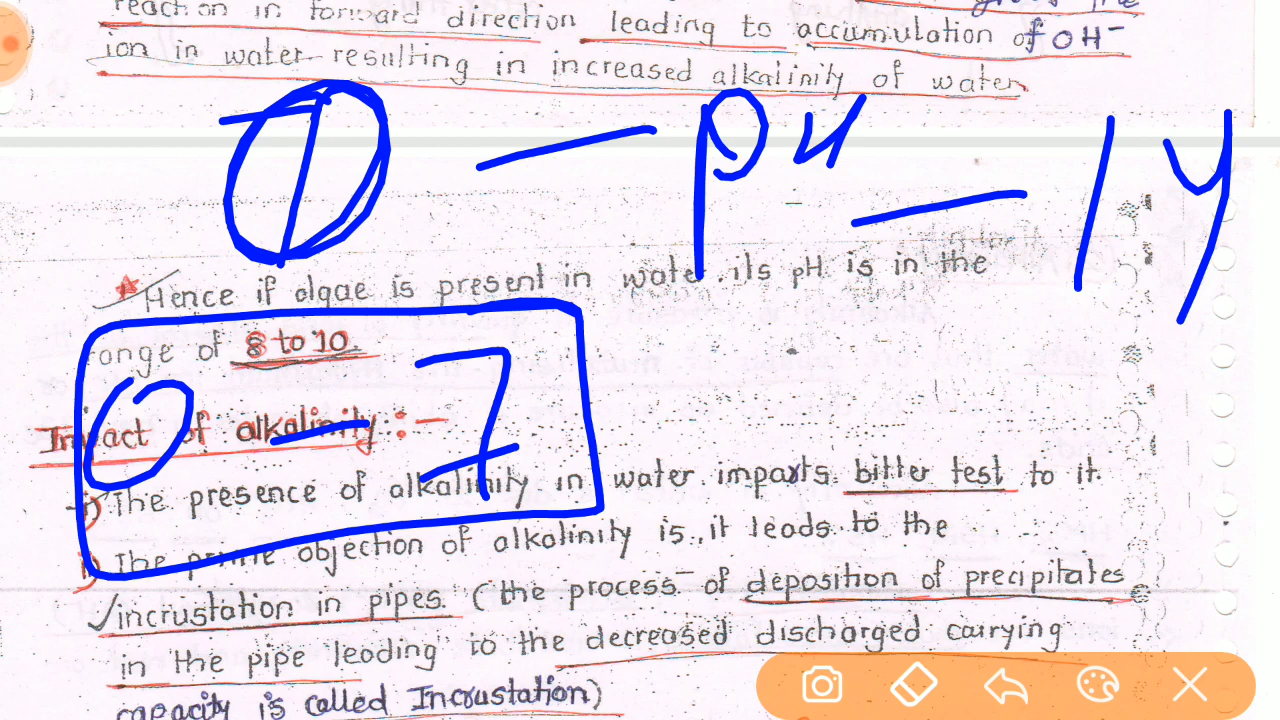 reaction in forward direction leading to accumulation of OH⁻
ion in water resulting in increased alkalinity of water
0 — PH — 14
* Hence if algae is present in water. its pH. is in the
range of 8 to 10.
0 — 7
Impact of alkalinity :-
i) The presence of alkalinity in water imparts bitter test to it.
The prime objection of alkalinity is, it leads to the
incrustation in pipes. (the process of deposition of precipitates
in the pipe leading to the decreased discharged cairying
capacity is called Incrustation)